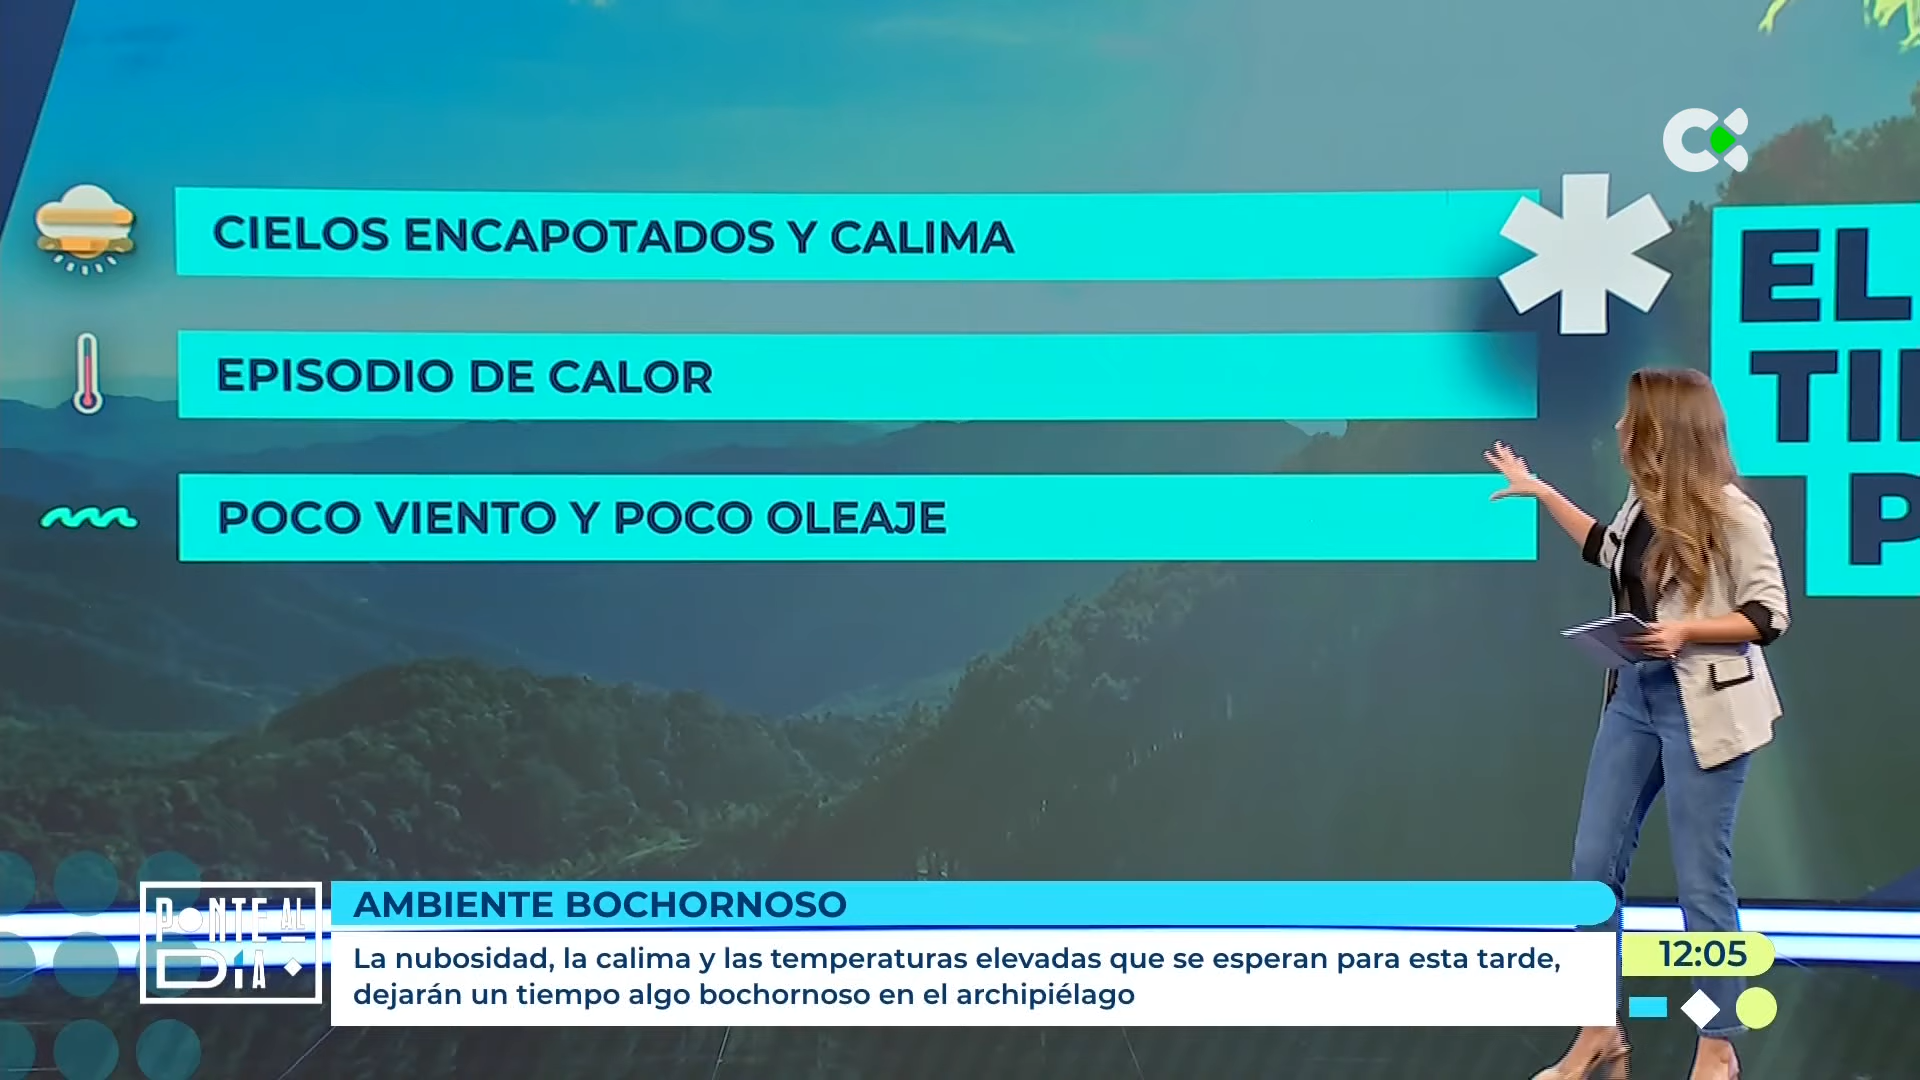 CIELOS ENCAPOTADOS Y CALIMA
EPISODIO DE CALOR
POCO VIENTO Y POCO OLEAJE
EL
TI
P
PONTE AL
DÍA
AMBIENTE BOCHORNOSO
La nubosidad, la calima y las temperaturas elevadas que se esperan para esta tarde,
dejarán un tiempo algo bochornoso en el archipiélago
12:05